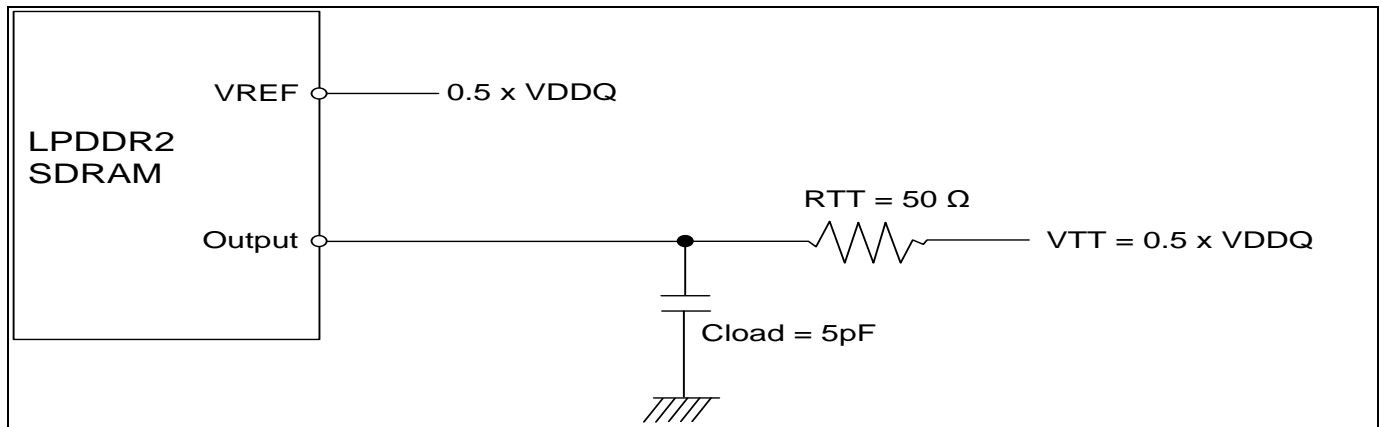 VREF
0.5 x VDDQ
LPDDR2
SDRAM
RTT = 50 Ω
Output
VTT = 0.5 x VDDQ
Cload = 5pF